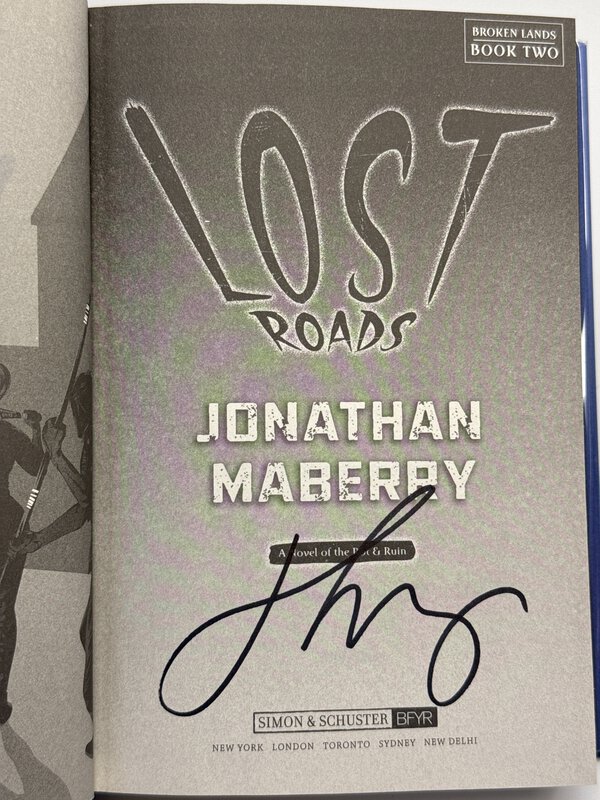 BROKEN LANDS
BOOK TWO
LOST
ROADS
JONATHAN
MABERRY
A Novel of the Rot & Ruin
SIMON & SCHUSTER BFYR
NEW YORK LONDON TORONTO SYDNEY NEW DELHI